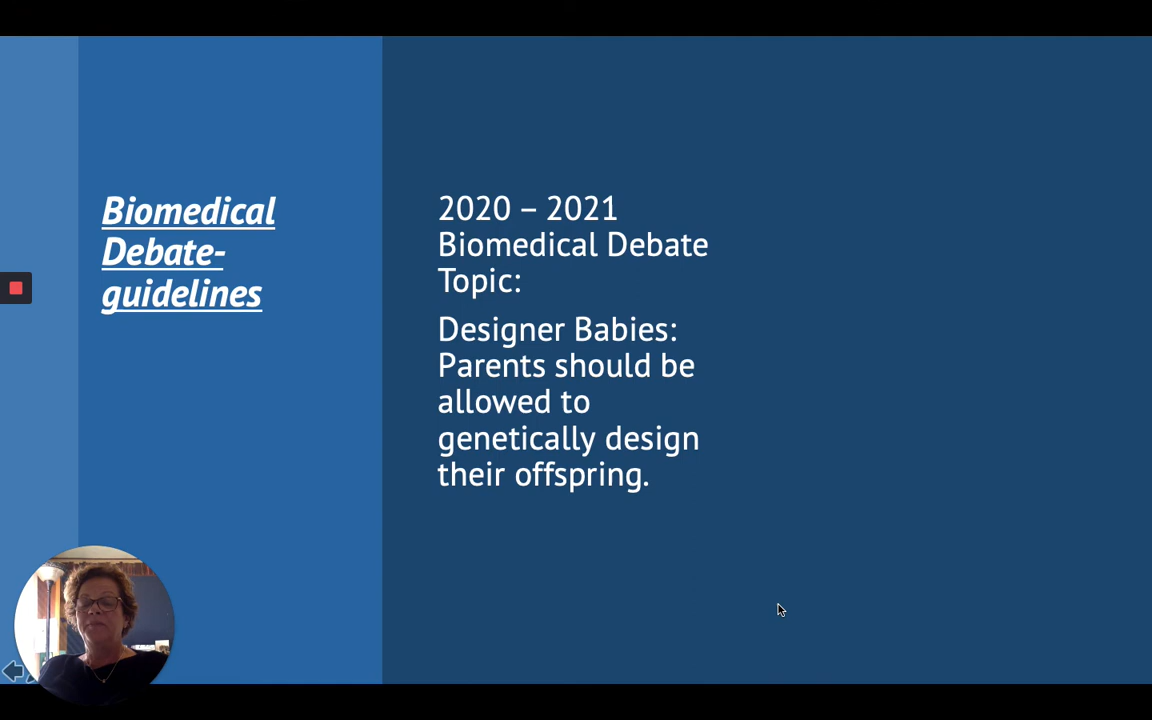 Biomedical
Debate-
guidelines
2020 – 2021
Biomedical Debate
Topic:
Designer Babies:
Parents should be
allowed to
genetically design
their offspring.